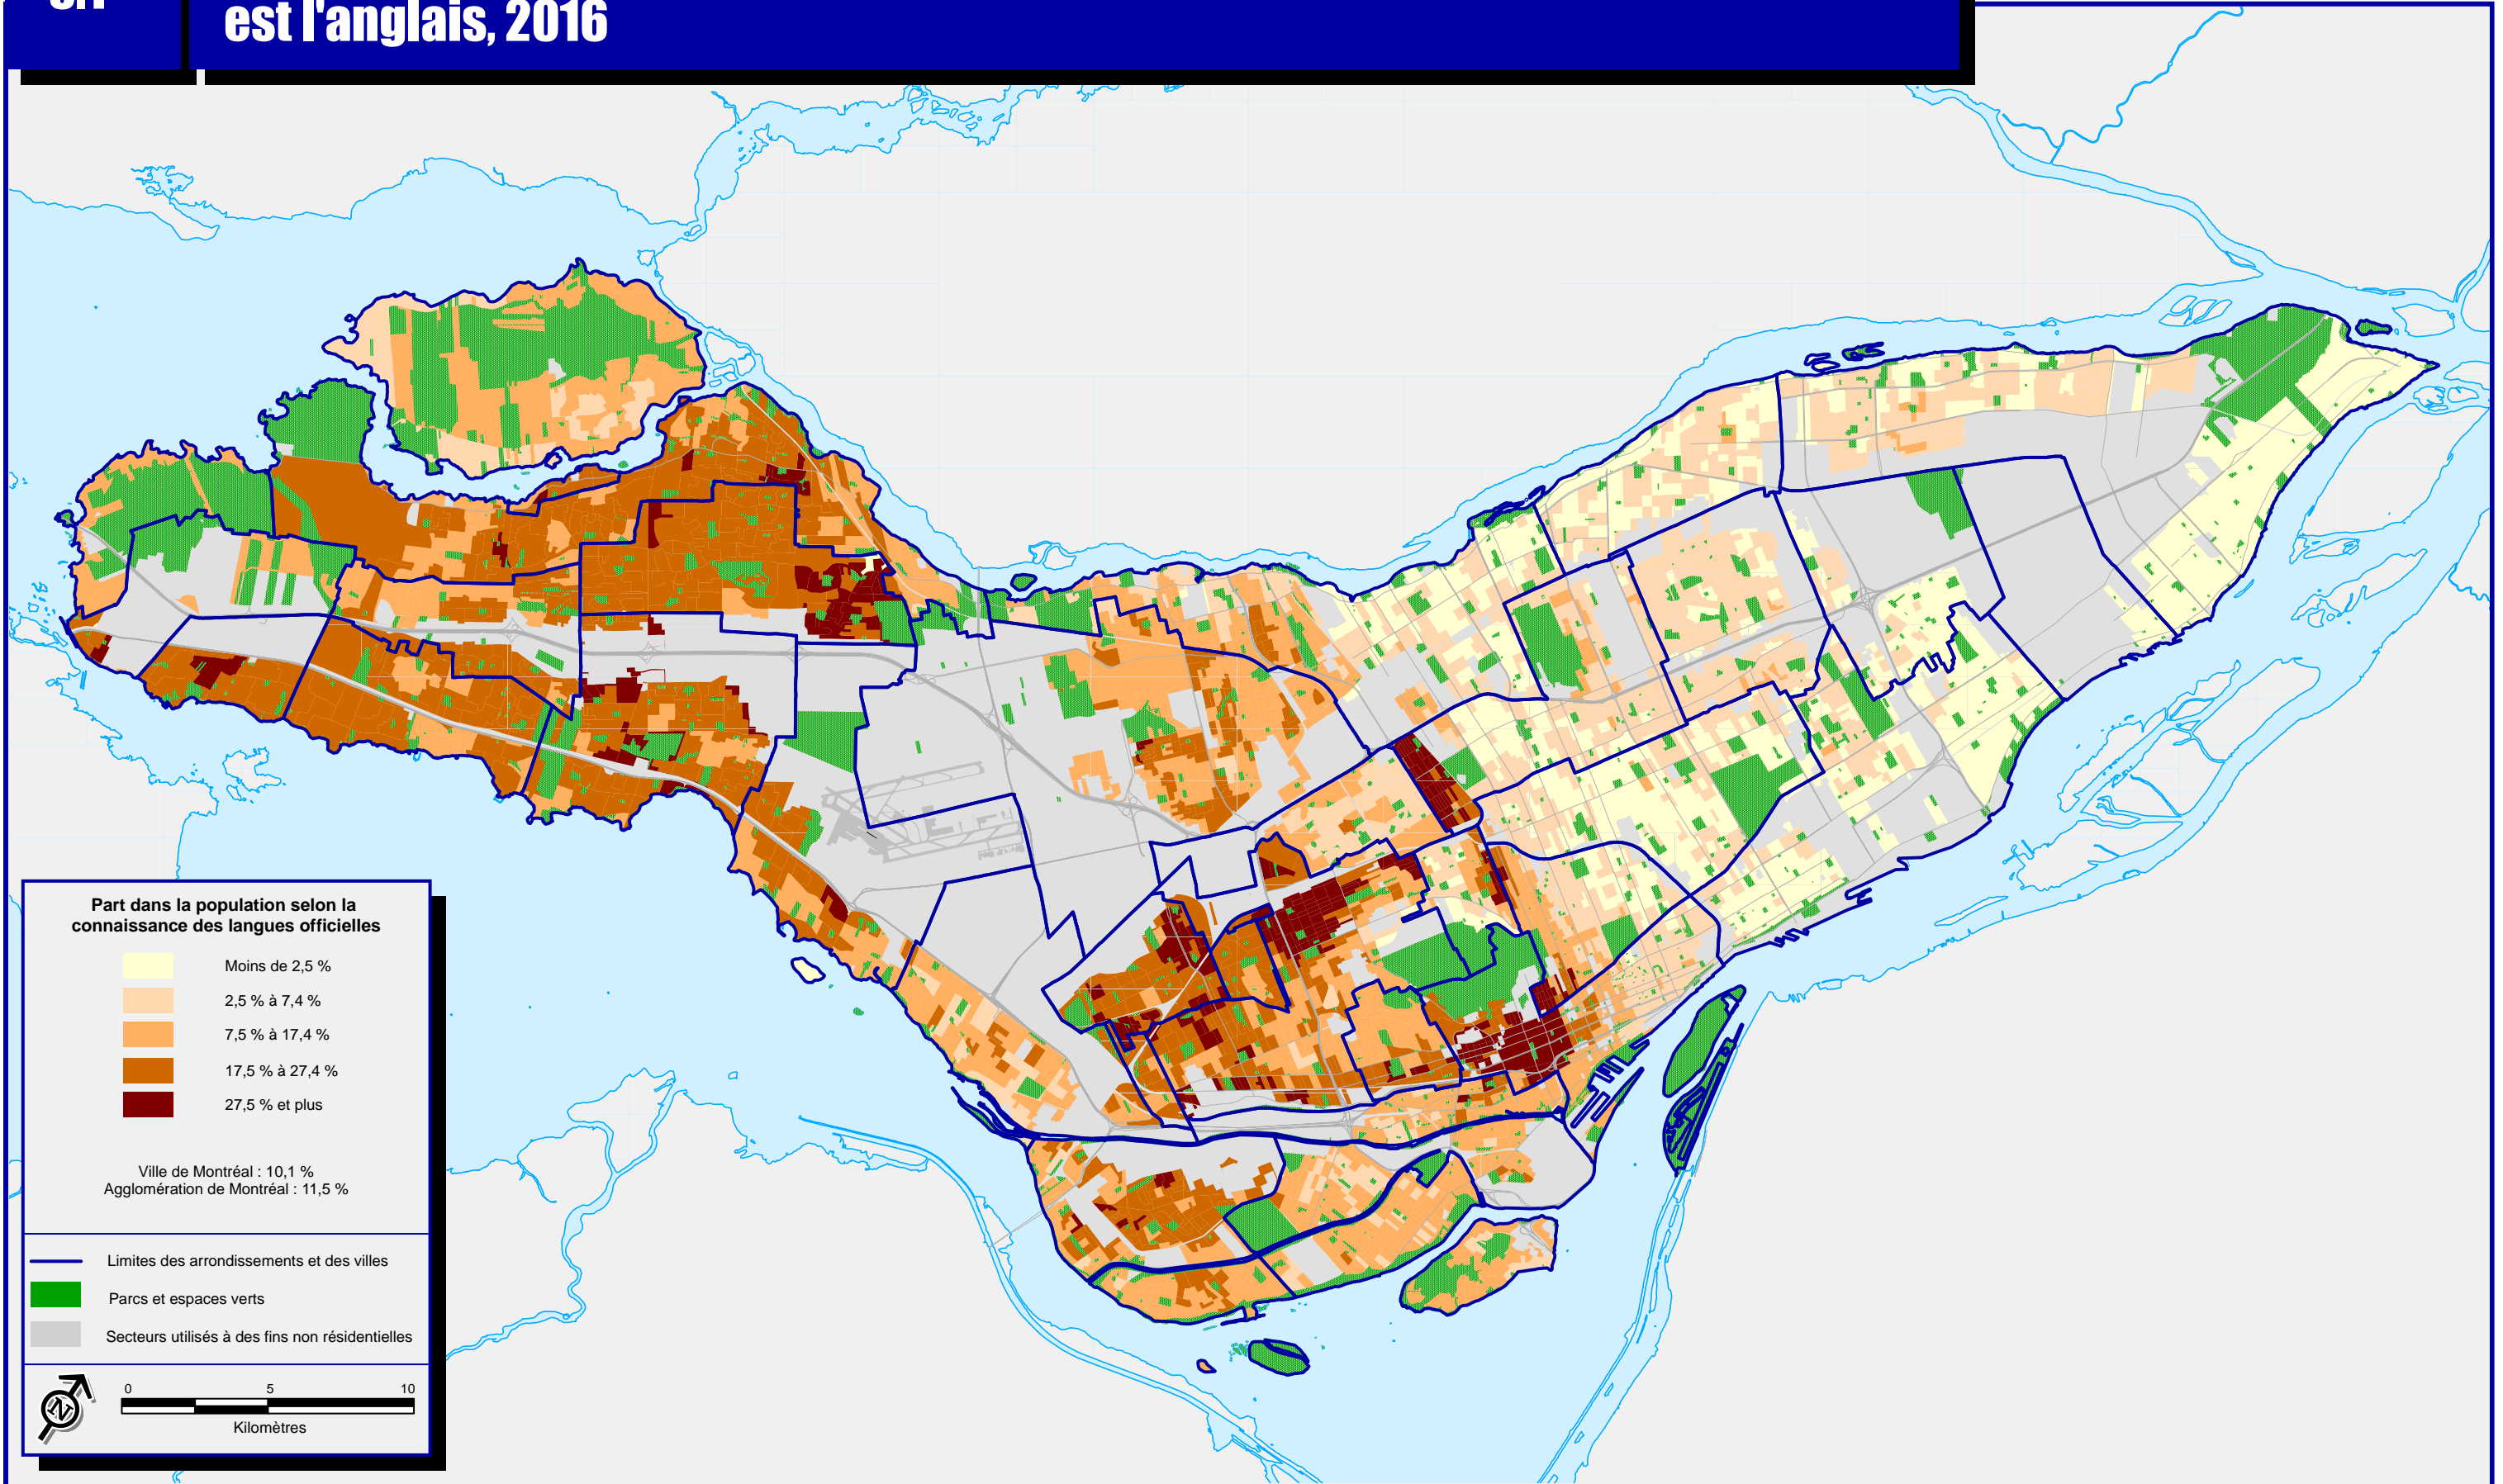 est l'anglais, 2016
Part dans la population selon la
connaissance des langues officielles
Moins de 2,5 %
2,5 % à 7,4 %
7,5 % à 17,4 %
17,5 % à 27,4 %
27,5 % et plus
Ville de Montréal : 10,1 %
Agglomération de Montréal : 11,5 %
Limites des arrondissements et des villes
Parcs et espaces verts
Secteurs utilisés à des fins non résidentielles
N
0 5 10
Kilomètres